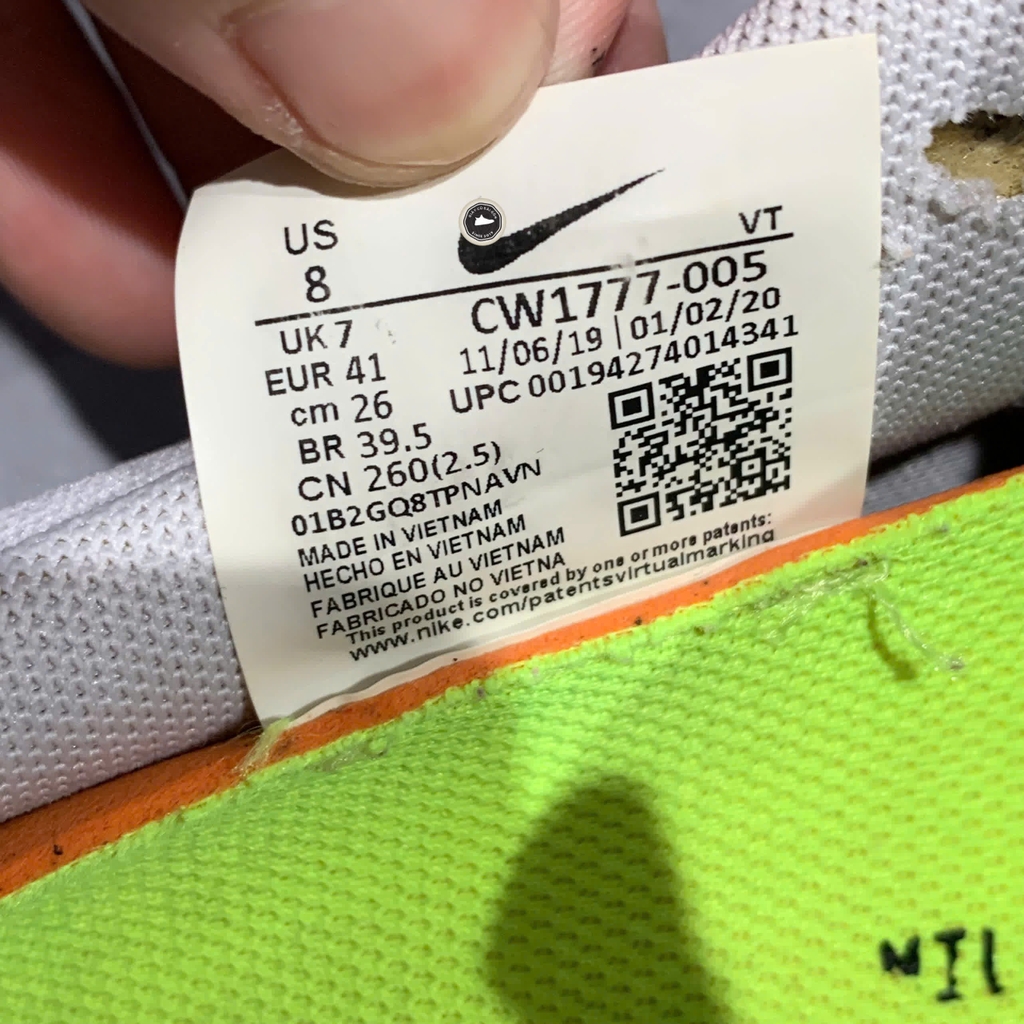 US
8
VT
UK 7
EUR 41
cm 26
BR 39.5
CN 260(2.5)
CW1777-005
11/06/19 | 01/02/20
UPC 00194274014341
01B2GQ8TPNAVN
MADE IN VIETNAM
HECHO EN VIETNAM
FABRIQUE AU VIETNAM
FABRICADO NO VIETNA
This product is covered by one or more patents:
www.nike.com/patentsvirtualmarking